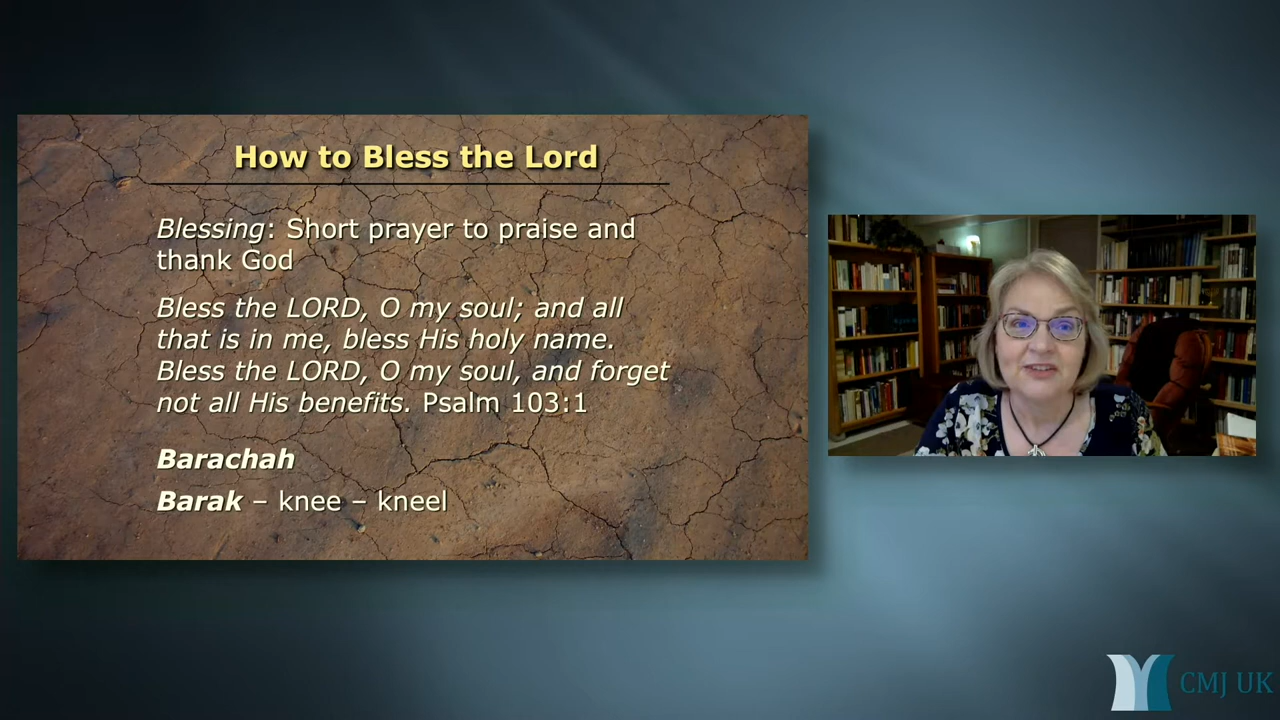 How to Bless the Lord
Blessing: Short prayer to praise and
thank God
Bless the LORD, O my soul; and all
that is in me, bless His holy name.
Bless the LORD, O my soul, and forget
not all His benefits. Psalm 103:1
Barachah
Barak – knee – kneel
CMJ UK